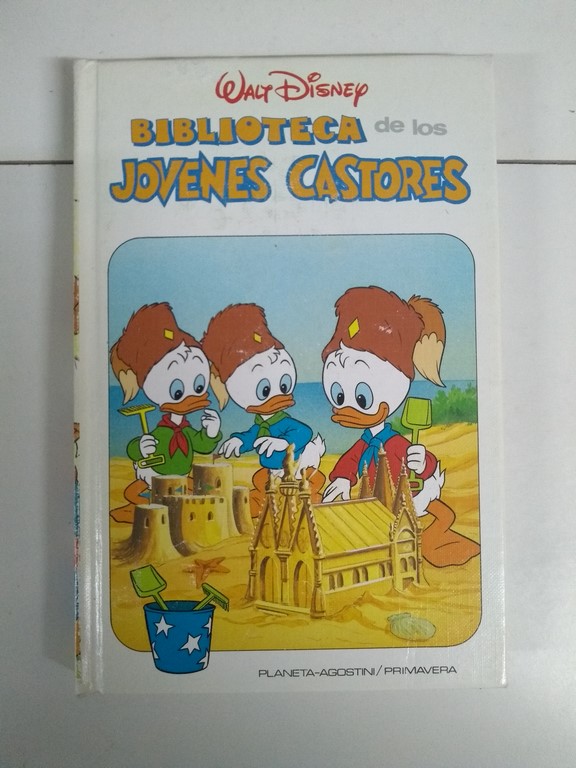 WALT DISNEY
BIBLIOTECA de los
JOVENES CASTORES
PLANETA-AGOSTINI/PRIMAVERA